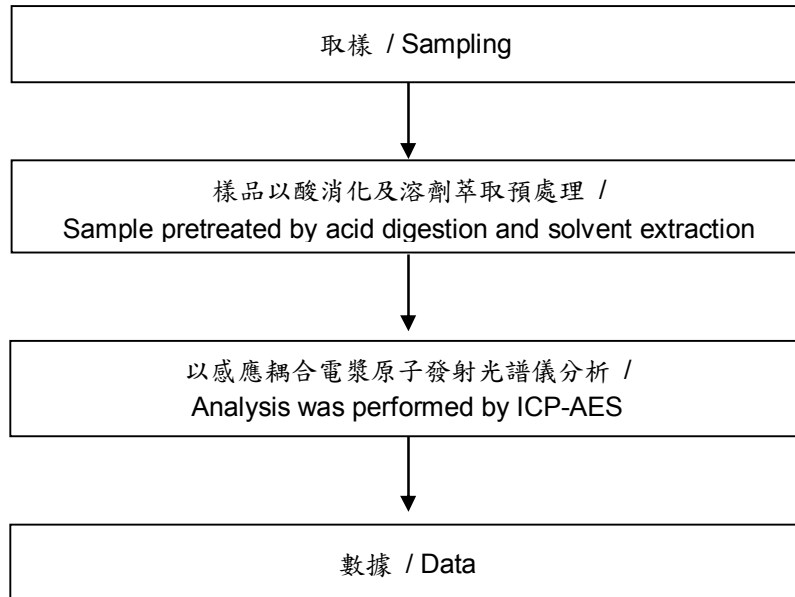 取樣 / Sampling
樣品以酸消化及溶劑萃取預處理 /
Sample pretreated by acid digestion and solvent extraction
以感應耦合電漿原子發射光譜儀分析 /
Analysis was performed by ICP-AES
數據 / Data